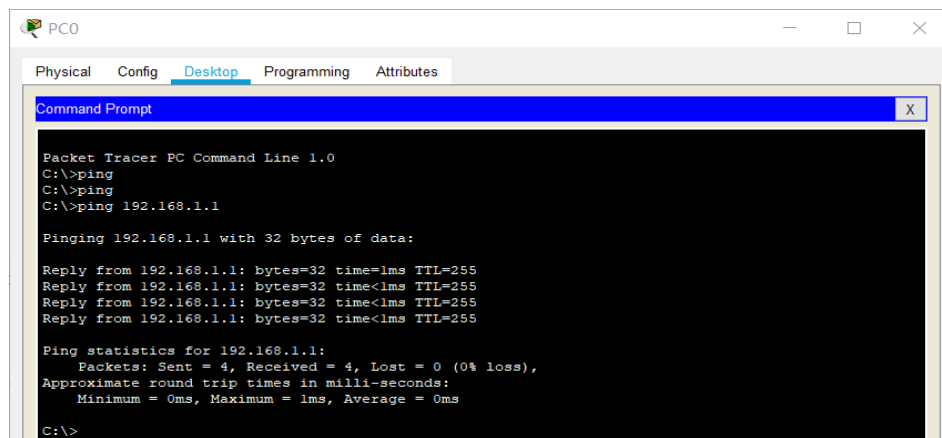 PC0
Physical Config Desktop Programming Attributes
Command Prompt
X
Packet Tracer PC Command Line 1.0
C:\>ping
C:\>ping
C:\>ping 192.168.1.1
Pinging 192.168.1.1 with 32 bytes of data:
Reply from 192.168.1.1: bytes=32 time=1ms TTL=255
Reply from 192.168.1.1: bytes=32 time<1ms TTL=255
Reply from 192.168.1.1: bytes=32 time<1ms TTL=255
Reply from 192.168.1.1: bytes=32 time<1ms TTL=255
Ping statistics for 192.168.1.1:
Packets: Sent = 4, Received = 4, Lost = 0 (0% loss),
Approximate round trip times in milli-seconds:
Minimum = 0ms, Maximum = 1ms, Average = 0ms
C:\>